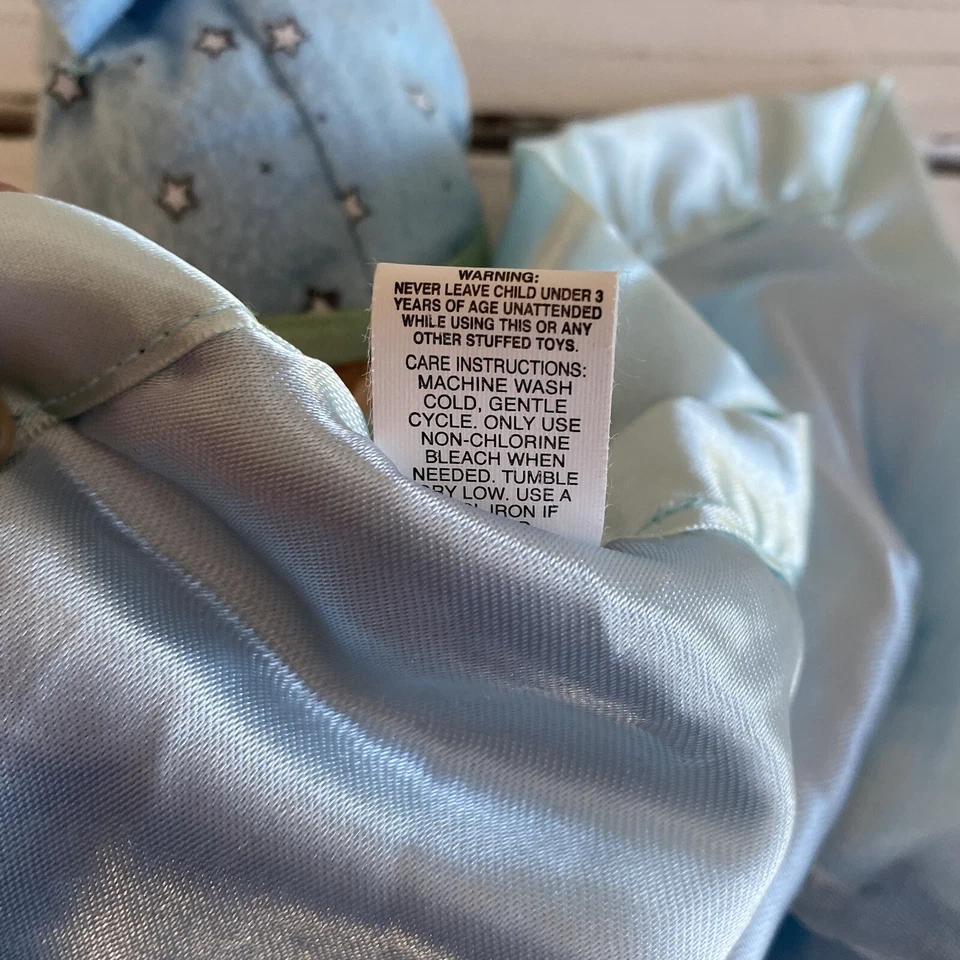 WARNING:
NEVER LEAVE CHILD UNDER 3
YEARS OF AGE UNATTENDED
WHILE USING THIS OR ANY
OTHER STUFFED TOYS.
CARE INSTRUCTIONS:
MACHINE WASH
COLD, GENTLE
CYCLE. ONLY USE
NON-CHLORINE
BLEACH WHEN
NEEDED. TUMBLE
DRY LOW. USE A
IRON IF